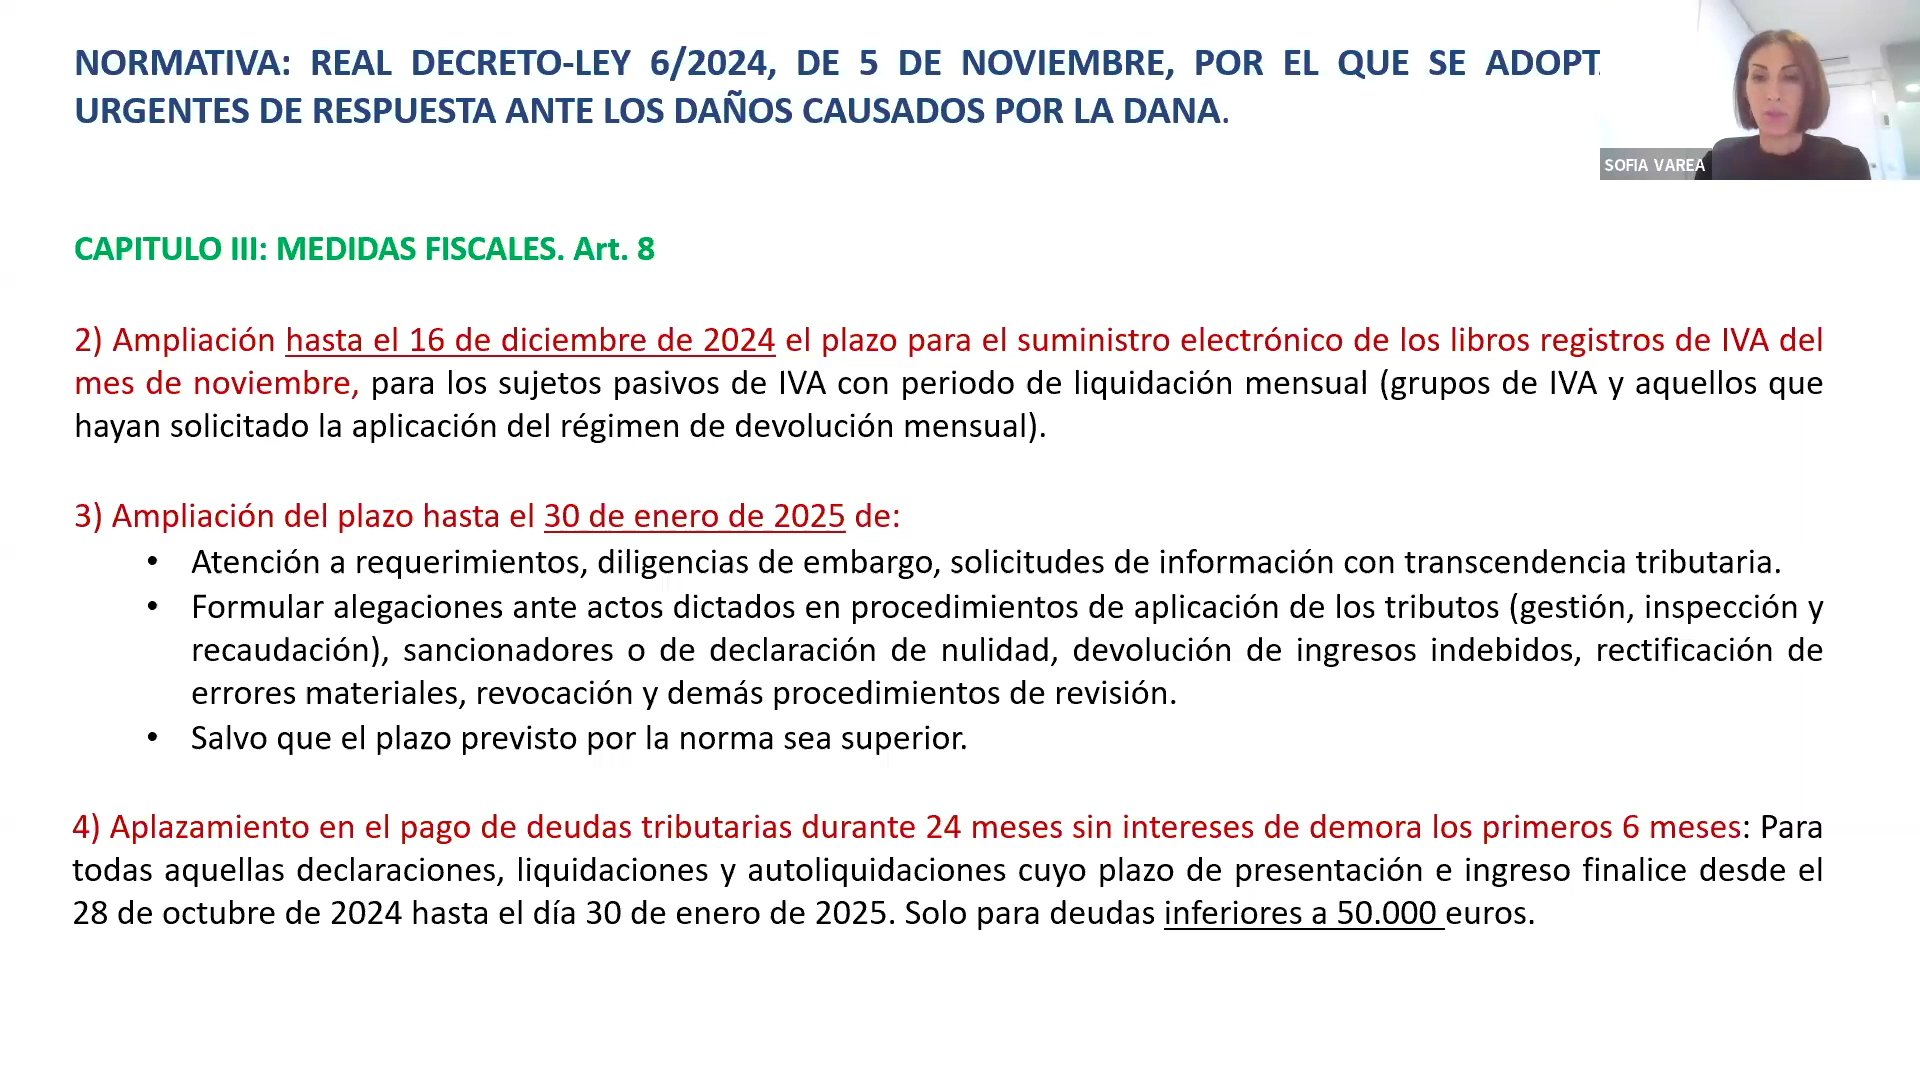 NORMATIVA: REAL DECRETO-LEY 6/2024, DE 5 DE NOVIEMBRE, POR EL QUE SE ADOPT
URGENTES DE RESPUESTA ANTE LOS DAÑOS CAUSADOS POR LA DANA.
SOFIA VAREA
CAPITULO III: MEDIDAS FISCALES. Art. 8
2) Ampliación hasta el 16 de diciembre de 2024 el plazo para el suministro electrónico de los libros registros de IVA del
mes de noviembre, para los sujetos pasivos de IVA con periodo de liquidación mensual (grupos de IVA y aquellos que
hayan solicitado la aplicación del régimen de devolución mensual).
3) Ampliación del plazo hasta el 30 de enero de 2025 de:
• Atención a requerimientos, diligencias de embargo, solicitudes de información con transcendencia tributaria.
• Formular alegaciones ante actos dictados en procedimientos de aplicación de los tributos (gestión, inspección y
recaudación), sancionadores o de declaración de nulidad, devolución de ingresos indebidos, rectificación de
errores materiales, revocación y demás procedimientos de revisión.
• Salvo que el plazo previsto por la norma sea superior.
4) Aplazamiento en el pago de deudas tributarias durante 24 meses sin intereses de demora los primeros 6 meses: Para
todas aquellas declaraciones, liquidaciones y autoliquidaciones cuyo plazo de presentación e ingreso finalice desde el
28 de octubre de 2024 hasta el día 30 de enero de 2025. Solo para deudas inferiores a 50.000 euros.